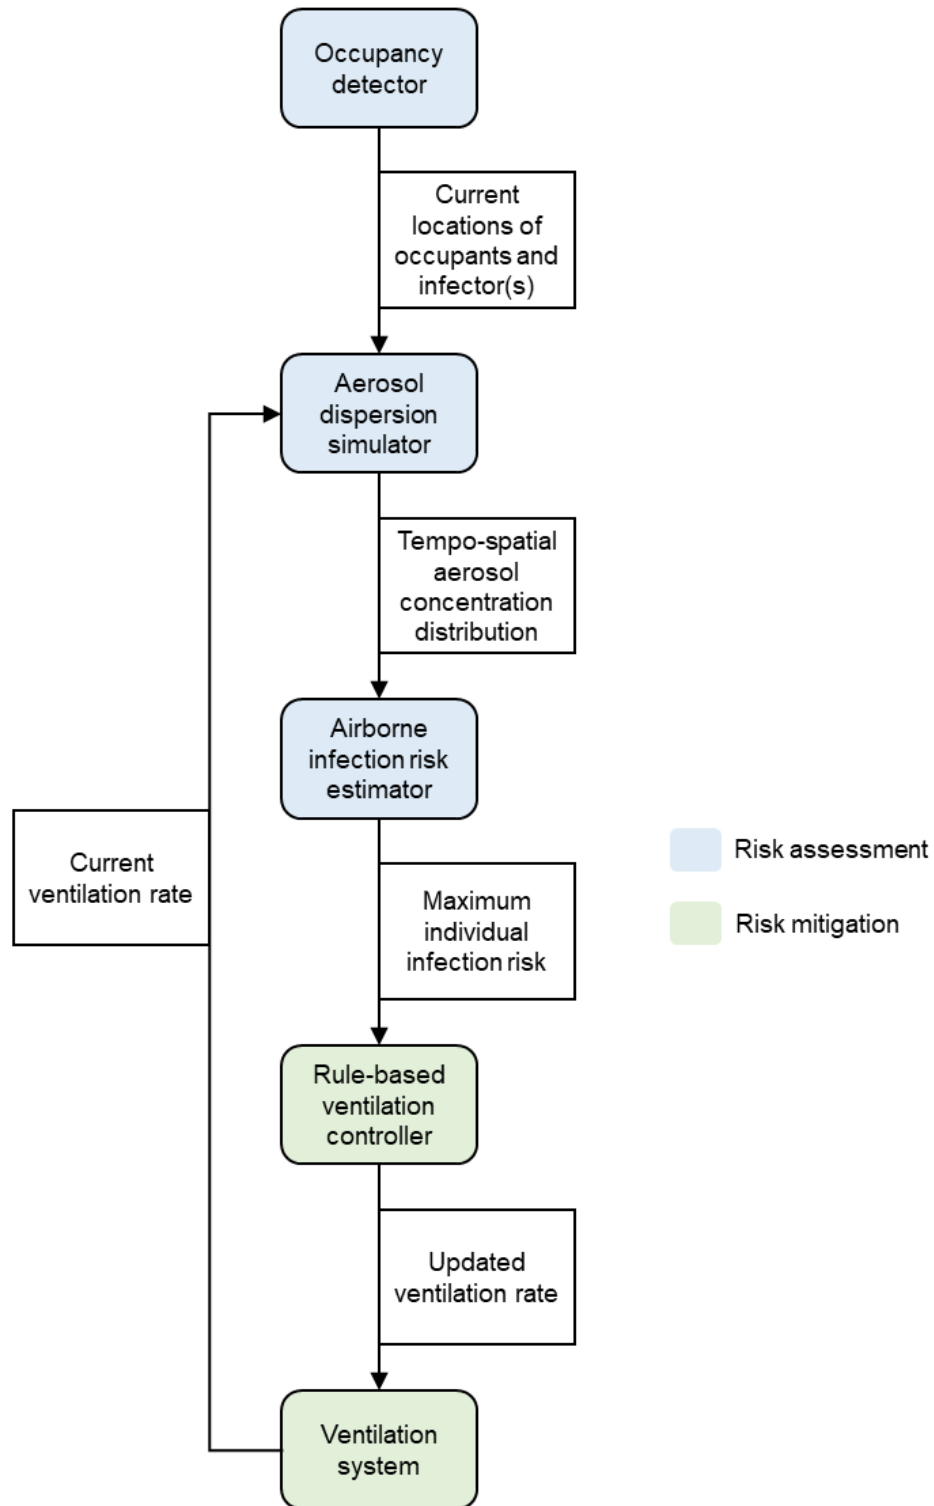 Occupancy
detector
Current
locations of
occupants and
infector(s)
Aerosol
dispersion
simulator
Tempo-spatial
aerosol
concentration
distribution
Airborne
infection risk
estimator
Current
ventilation rate
Maximum
individual
infection risk
Risk assessment
Risk mitigation
Rule-based
ventilation
controller
Updated
ventilation rate
Ventilation
system